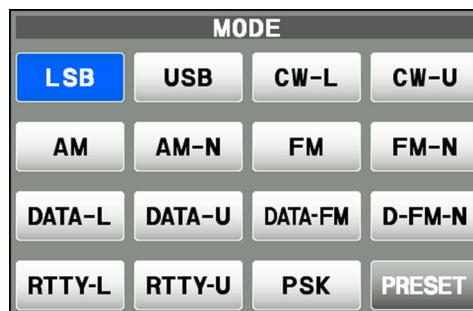 MODE
LSB USB CW-L CW-U
AM AM-N FM FM-N
DATA-L DATA-U DATA-FM D-FM-N
RTTY-L RTTY-U PSK PRESET